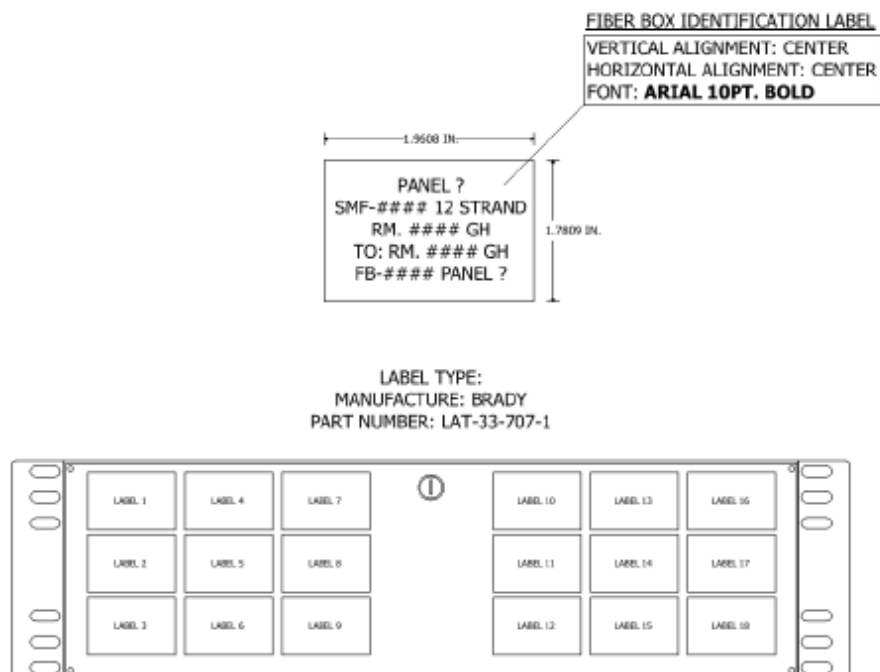 FIBER BOX IDENTIFICATION LABEL
VERTICAL ALIGNMENT: CENTER
HORIZONTAL ALIGNMENT: CENTER
FONT: ARIAL 10PT. BOLD
1.9608 IN.
PANEL ?
SMF-#### 12 STRAND
RM. #### GH
TO: RM. #### GH
FB-#### PANEL ?
1.7809 IN.
LABEL TYPE:
MANUFACTURE: BRADY
PART NUMBER: LAT-33-707-1
LABEL 1 LABEL 4 LABEL 7 LABEL 10 LABEL 13 LABEL 16
LABEL 2 LABEL 5 LABEL 8 LABEL 11 LABEL 14 LABEL 17
LABEL 3 LABEL 6 LABEL 9 LABEL 12 LABEL 15 LABEL 18